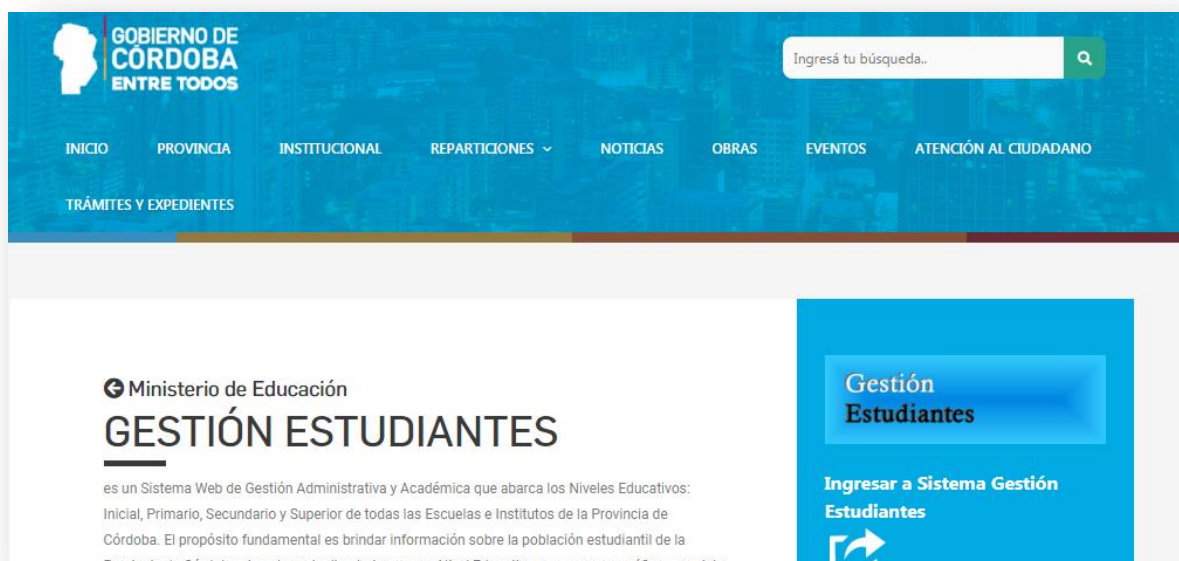 GOBIERNO DE
CÓRDOBA
ENTRE TODOS
Ingresá tu búsqueda..
INICIO PROVINCIA INSTITUCIONAL REPARTICIONES NOTICIAS OBRAS EVENTOS ATENCIÓN AL CIUDADANO
TRÁMITES Y EXPEDIENTES
Ministerio de Educación
GESTIÓN ESTUDIANTES
es un Sistema Web de Gestión Administrativa y Académica que abarca los Niveles Educativos:
Inicial, Primario, Secundario y Superior de todas las Escuelas e Institutos de la Provincia de
Córdoba. El propósito fundamental es brindar información sobre la población estudiantil de la
Gestión
Estudiantes
Ingresar a Sistema Gestión
Estudiantes